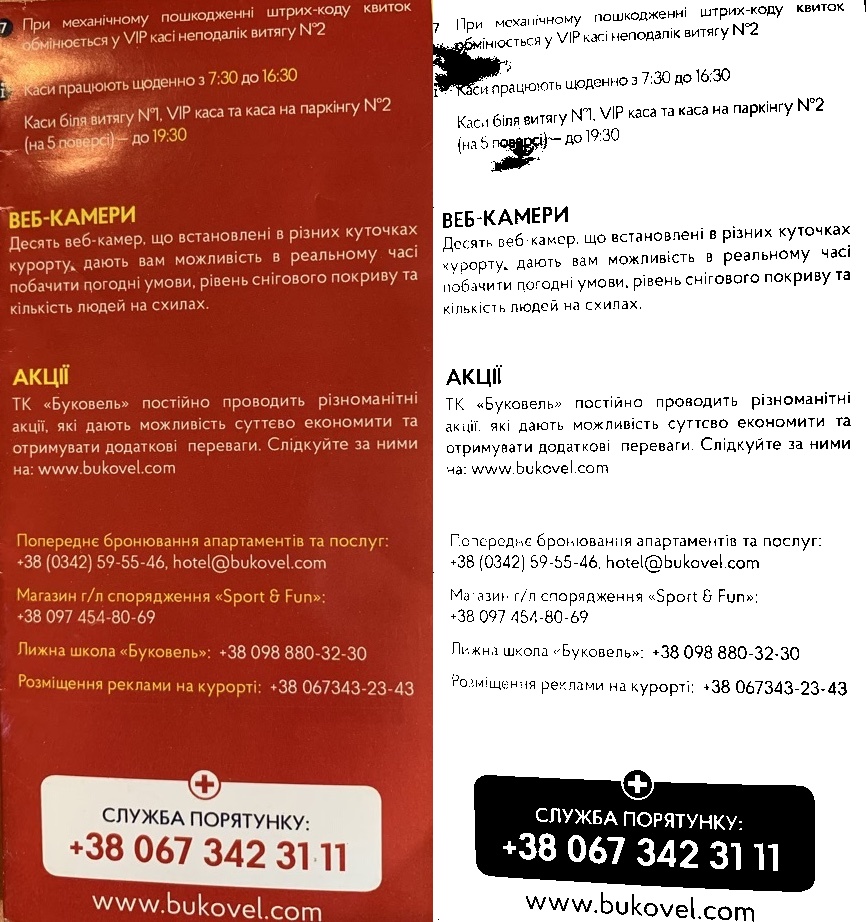 7 При механічному пошкодженні штрих-коду квиток
обмінюється у VIP касі неподалік витягу №2
i Каси працюють щоденно з 7:30 до 16:30
Каси біля витягу №1, VIP каса та каса на паркінгу №2
(на 5 поверсі) – до 19:30
ВЕБ-КАМЕРИ
Десять веб-камер, що встановлені в різних куточках
курорту, дають вам можливість в реальному часі
побачити погодні умови, рівень снігового покриву та
кількість людей на схилах.
АКЦІЇ
ТК «Буковель» постійно проводить різноманітні
акції, які дають можливість суттєво економити та
отримувати додаткові переваги. Слідкуйте за ними
на: www.bukovel.com
Попереднє бронювання апартаментів та послуг:
+38 (0342) 59-55-46, hotel@bukovel.com
Магазин г/л спорядження «Sport & Fun»:
+38 097 454-80-69
Лижна школа «Буковель»: +38 098 880-32-30
Розміщення реклами на курорті: +38 067343-23-43
СЛУЖБА ПОРЯТУНКУ:
+38 067 342 31 11
www.bukovel.com
7 При механічному пошкодженні штрих-коду квиток
обмінюється у VIP касі неподалік витягу №2
Каси працюють щоденно з 7:30 до 16:30
Каси біля витягу №1, VIP каса та каса на паркінгу №2
(на 5 поверсі) – до 19:30
ВЕБ-КАМЕРИ
Десять веб-камер, що встановлені в різних куточках
курорту, дають вам можливість в реальному часі
побачити погодні умови, рівень снігового покриву та
кількість людей на схилах.
АКЦІЇ
ТК «Буковель» постійно проводить різноманітні
акції, які дають можливість суттєво економити та
отримувати додаткові переваги. Слідкуйте за ними
на: www.bukovel.com
Попереднє бронювання апартаментів та послуг:
+38 (0342) 59-55-46, hotel@bukovel.com
Магазин г/л спорядження «Sport & Fun»:
+38 097 454-80-69
Лижна школа «Буковель»: +38 098 880-32-30
Розміщення реклами на курорті: +38 067343-23-43
СЛУЖБА ПОРЯТУНКУ:
+38 067 342 31 11
www.bukovel.com